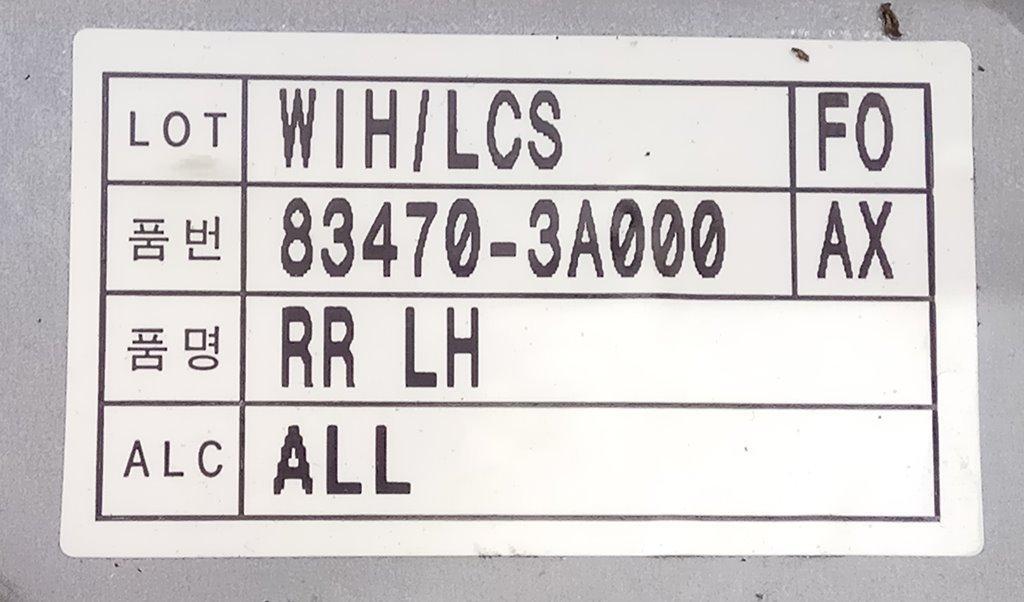 LOT WIH/LCS FO
품번 83470-3A000 AX
품명 RR LH
ALC ALL